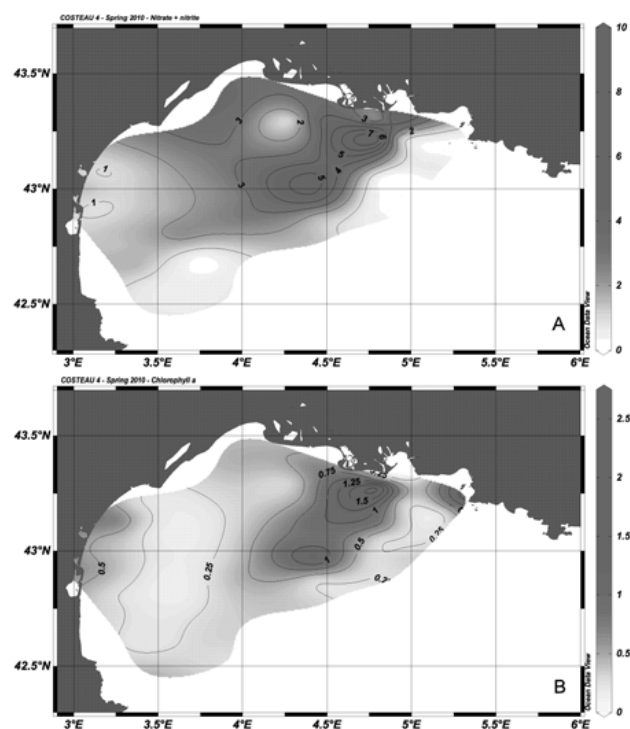 COSTEAU 4 - Spring 2010 - Nitrate + nitrite
10
43.5°N
8
3
3
2
7
6
2
5
6
4
1
5
43°N
3
4
1
2
42.5°N
A
Ocean Data View
0
3°E
3.5°E
4°E
4.5°E
5°E
5.5°E
6°E
COSTEAU 4 - Spring 2010 - Chlorophyll a
2.5
43.5°N
0.75
2
1.25
1.5
1
1.5
0.25
0.5
43°N
0.5
0.25
1
1
0.5
42.5°N
B
Ocean Data View
0
3°E
3.5°E
4°E
4.5°E
5°E
5.5°E
6°E